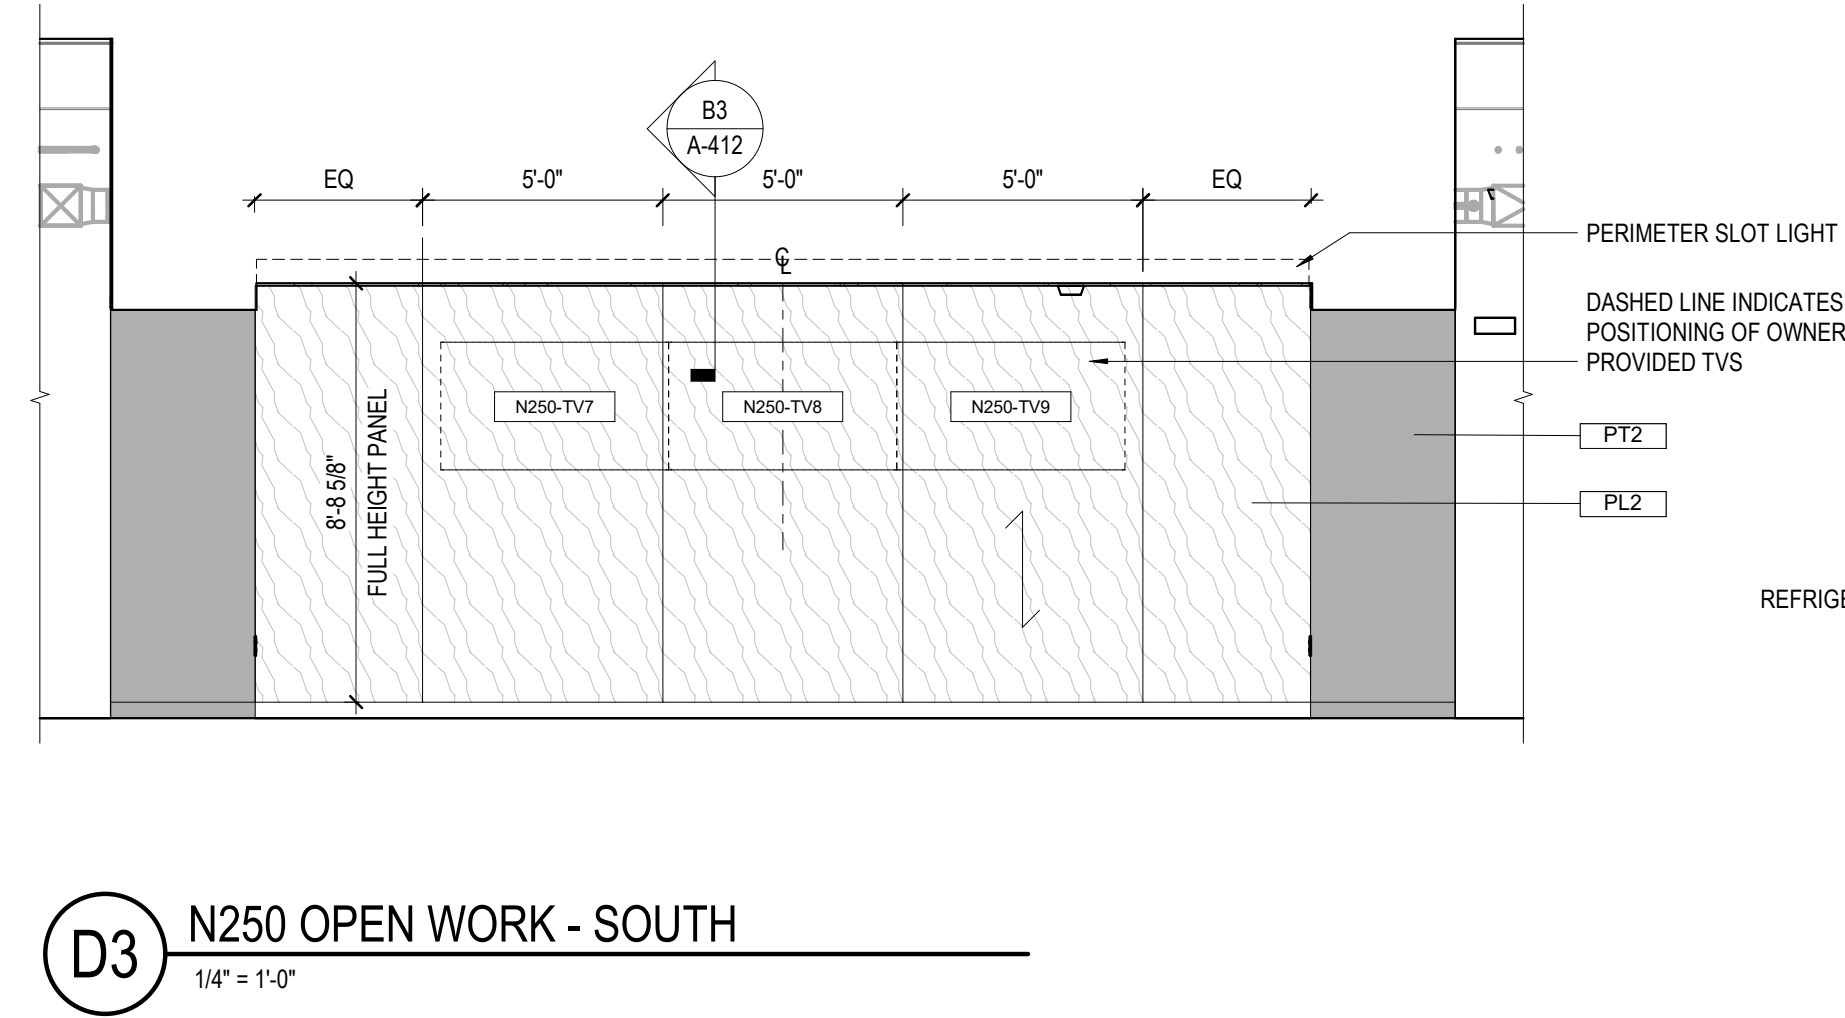 B3
A-412
EQ
5'-0"
5'-0"
5'-0"
EQ
PERIMETER SLOT LIGHT
CL
DASHED LINE INDICATES
POSITIONING OF OWNER
PROVIDED TVS
N250-TV7
N250-TV8
N250-TV9
8'-8 5/8"
FULL HEIGHT PANEL
PT2
PL2
REFRIGE
D3
N250 OPEN WORK - SOUTH
1/4" = 1'-0"